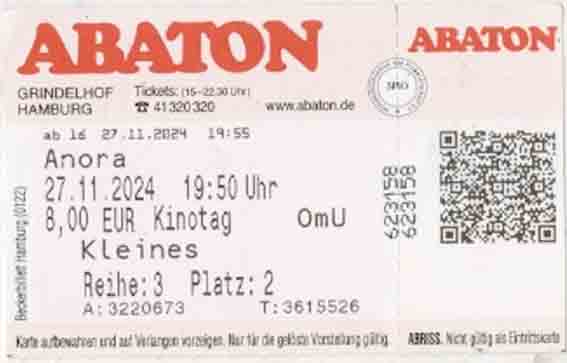 ABATON
ABATON
GRINDELHOF
HAMBURG
Tickets: (15–22.30 Uhr)
☎ 41 320 320
www.abaton.de
SPIO
ab 16 27.11.2024 19:55
Anora
27.11.2024 19:50 Uhr
8,00 EUR Kinotag OmU
Kleines
Reihe: 3 Platz: 2
A: 3220673 T: 3615526
623158
623158
Beckerbillett Hamburg (0122)
Karte aufbewahren und auf Verlangen vorzeigen. Nur für die gelöste Vorstellung gültig.
ABRISS. Nicht gültig als Eintrittskarte